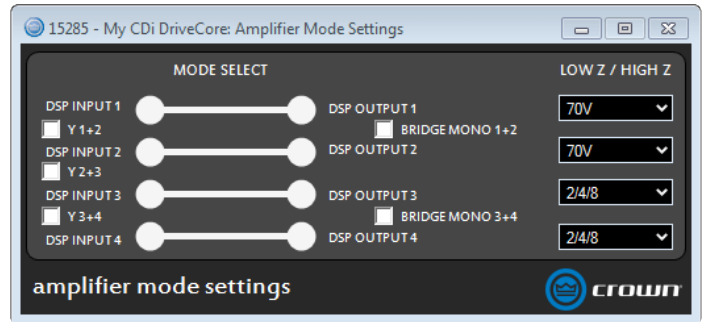 15285 - My CDi DriveCore: Amplifier Mode Settings
MODE SELECT
LOW Z / HIGH Z
DSP INPUT 1
DSP OUTPUT 1
70V
Y 1+2
BRIDGE MONO 1+2
DSP INPUT 2
DSP OUTPUT 2
70V
Y 2+3
DSP INPUT 3
DSP OUTPUT 3
2/4/8
Y 3+4
BRIDGE MONO 3+4
DSP INPUT 4
DSP OUTPUT 4
2/4/8
amplifier mode settings
crown